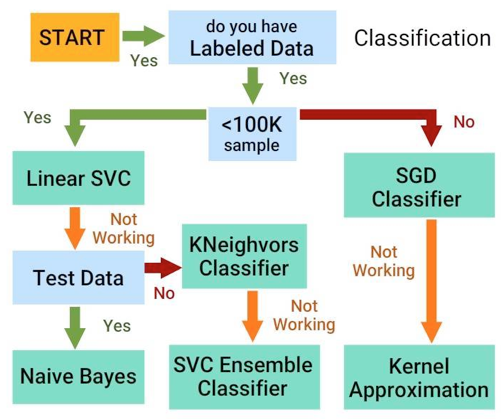 START
Yes
do you have
Labeled Data
Classification
Yes
Yes
<100K
sample
No
Linear SVC
SGD
Classifier
Not
Working
Test Data
No
KNeighvors
Classifier
Not
Working
Yes
Not
Working
Naive Bayes
SVC Ensemble
Classifier
Kernel
Approximation